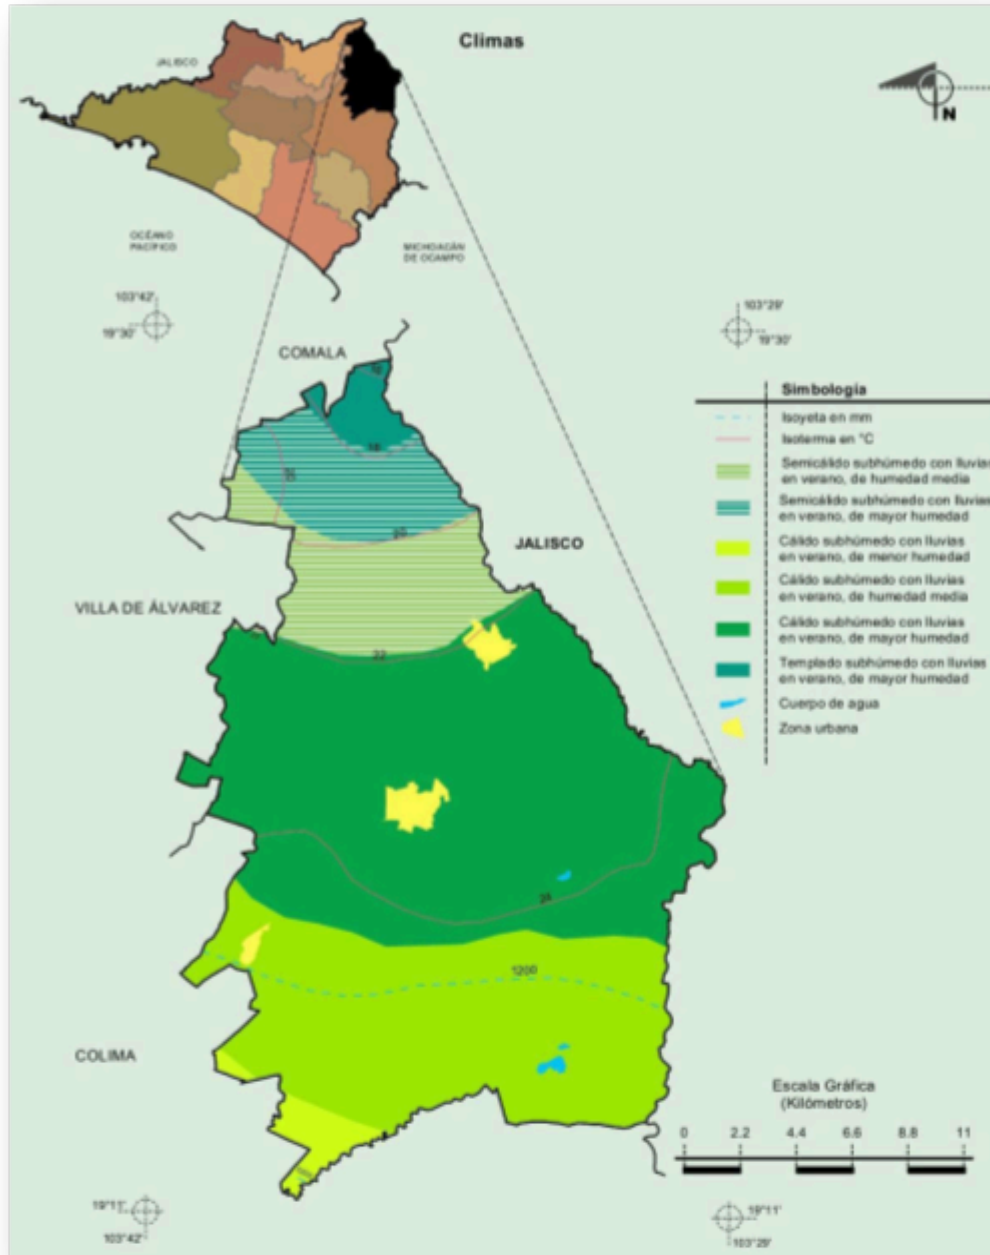 Climas
JALISCO
N
OCÉANO
PACÍFICO
MICHOACÁN
DE OCAMPO
103°42'
19°30'
103°29'
19°30'
COMALA
Simbología
Isoyeta en mm
Isoterma en °C
Semicálido subhúmedo con lluvias
en verano, de humedad media
Semicálido subhúmedo con lluvias
en verano, de mayor humedad
Cálido subhúmedo con lluvias
en verano, de menor humedad
Cálido subhúmedo con lluvias
en verano, de humedad media
Cálido subhúmedo con lluvias
en verano, de mayor humedad
Templado subhúmedo con lluvias
en verano, de mayor humedad
Cuerpo de agua
Zona urbana
20
JALISCO
VILLA DE ÁLVAREZ
22
24
1200
COLIMA
Escala Gráfica
(Kilómetros)
0 2.2 4.4 6.6 8.8 11
19°11'
103°42'
19°11'
103°29'